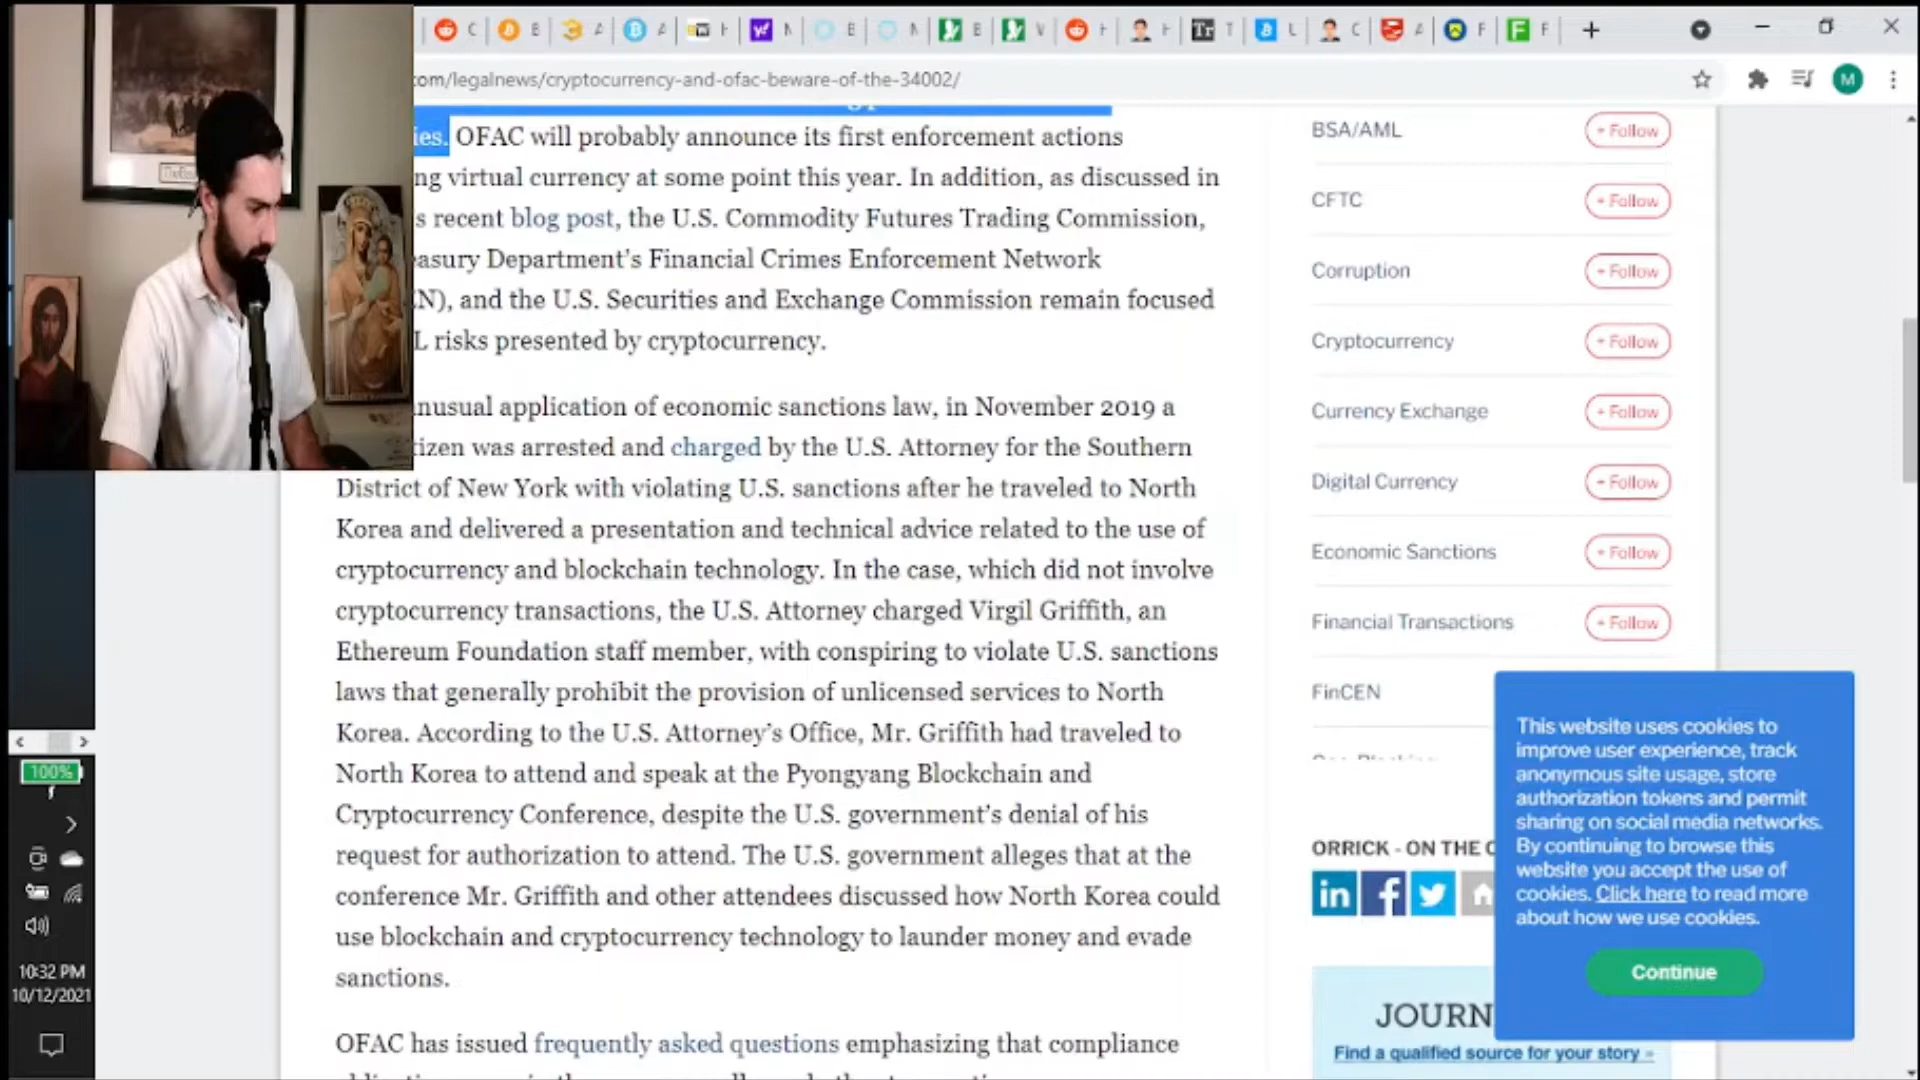 .com/legalnews/cryptocurrency-and-ofac-beware-of-the-34002/
M
ies. OFAC will probably announce its first enforcement actions
ng virtual currency at some point this year. In addition, as discussed in
s recent blog post, the U.S. Commodity Futures Trading Commission,
easury Department's Financial Crimes Enforcement Network
N), and the U.S. Securities and Exchange Commission remain focused
L risks presented by cryptocurrency.
nusual application of economic sanctions law, in November 2019 a
tizen was arrested and charged by the U.S. Attorney for the Southern
District of New York with violating U.S. sanctions after he traveled to North
Korea and delivered a presentation and technical advice related to the use of
cryptocurrency and blockchain technology. In the case, which did not involve
cryptocurrency transactions, the U.S. Attorney charged Virgil Griffith, an
Ethereum Foundation staff member, with conspiring to violate U.S. sanctions
laws that generally prohibit the provision of unlicensed services to North
Korea. According to the U.S. Attorney's Office, Mr. Griffith had traveled to
North Korea to attend and speak at the Pyongyang Blockchain and
Cryptocurrency Conference, despite the U.S. government's denial of his
request for authorization to attend. The U.S. government alleges that at the
conference Mr. Griffith and other attendees discussed how North Korea could
use blockchain and cryptocurrency technology to launder money and evade
sanctions.
OFAC has issued frequently asked questions emphasizing that compliance
BSA/AML + Follow
CFTC + Follow
Corruption + Follow
Cryptocurrency + Follow
Currency Exchange + Follow
Digital Currency + Follow
Economic Sanctions + Follow
Financial Transactions + Follow
FinCEN
ORRICK - ON THE
JOURN
Find a qualified source for your story »
This website uses cookies to
improve user experience, track
anonymous site usage, store
authorization tokens and permit
sharing on social media networks.
By continuing to browse this
website you accept the use of
cookies. Click here to read more
about how we use cookies.
Continue
100%
10:32 PM
10/12/2021